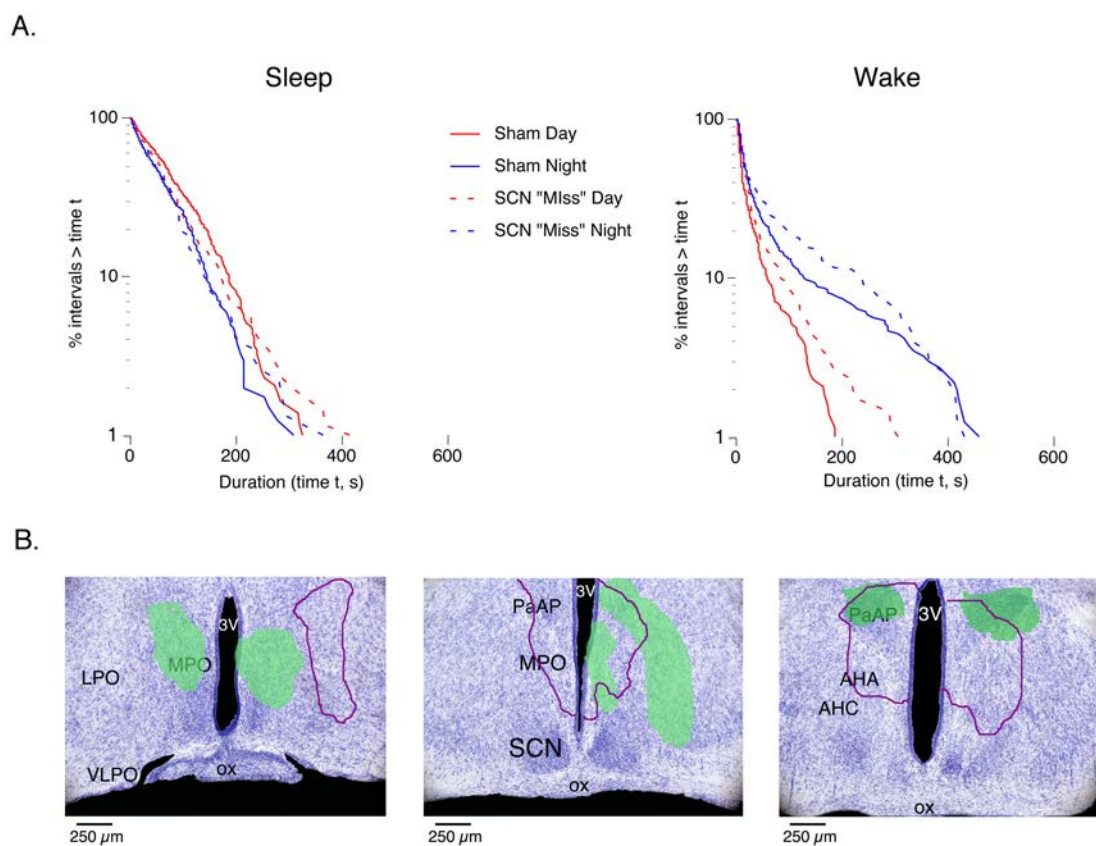 A.
Sleep
Wake
100
10
1
% intervals > time t
0
200
400
600
Duration (time t, s)
Sham Day
Sham Night
SCN "MIss" Day
SCN "Miss" Night
100
10
1
% intervals > time t
0
200
400
600
Duration (time t, s)
B.
3V
MPO
LPO
VLPO
ox
250 µm
3V
PaAP
MPO
SCN
ox
250 µm
PaAP
3V
AHA
AHC
ox
250 µm